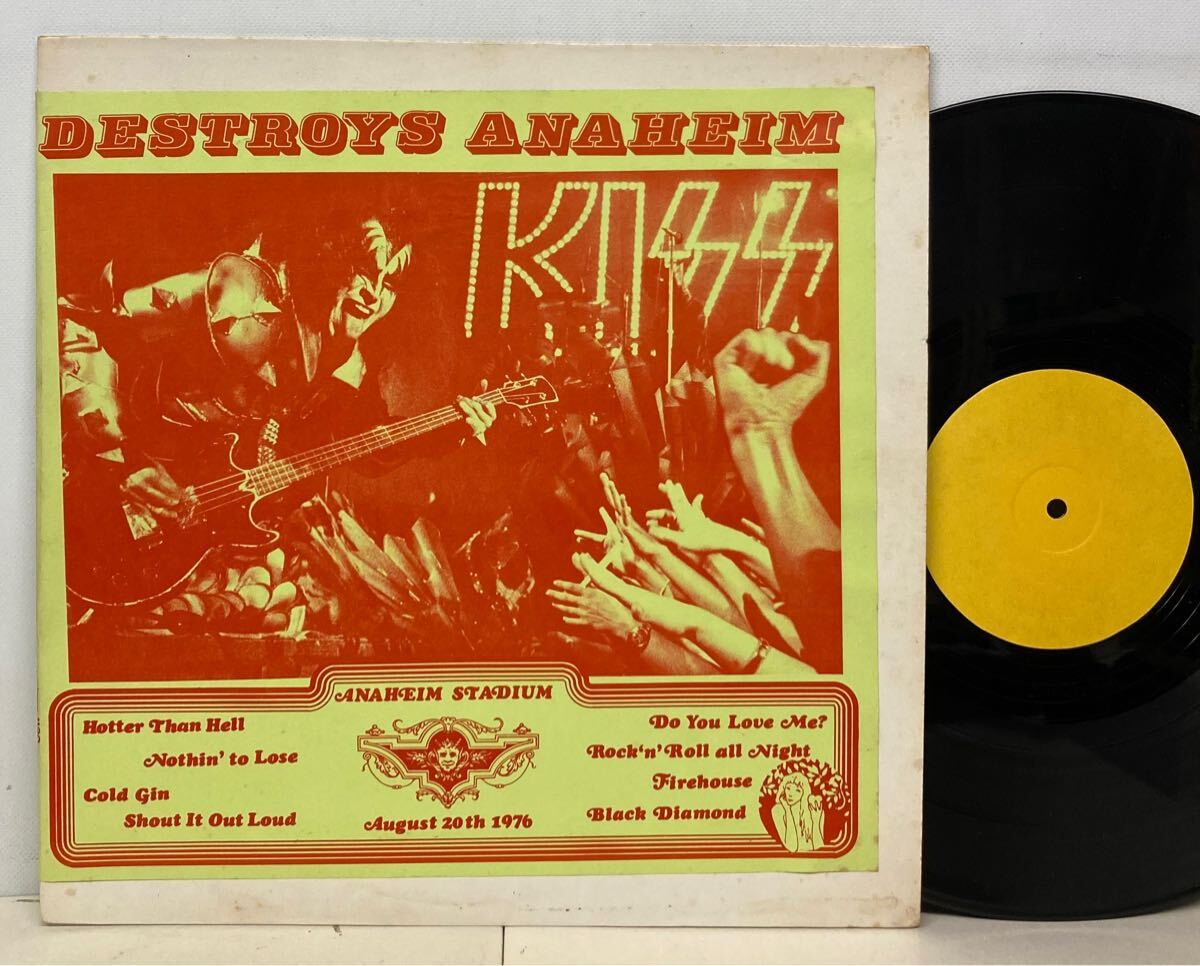 DESTROYS ANAHEIM
KISS
ANAHEIM STADIUM
Hotter Than Hell
Nothin' to Lose
Cold Gin
Shout It Out Loud
August 20th 1976
Do You Love Me?
Rock'n'Roll all Night
Firehouse
Black Diamond